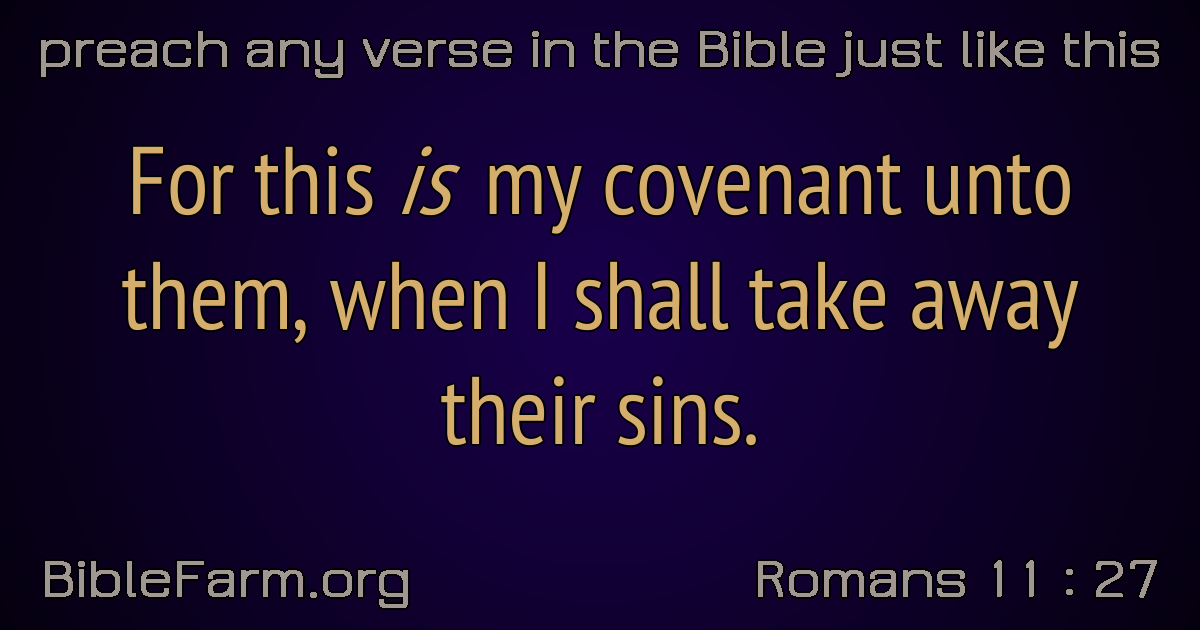 preach any verse in the Bible just like this
For this is my covenant unto
them, when I shall take away
their sins.
BibleFarm.org
Romans 11 : 27